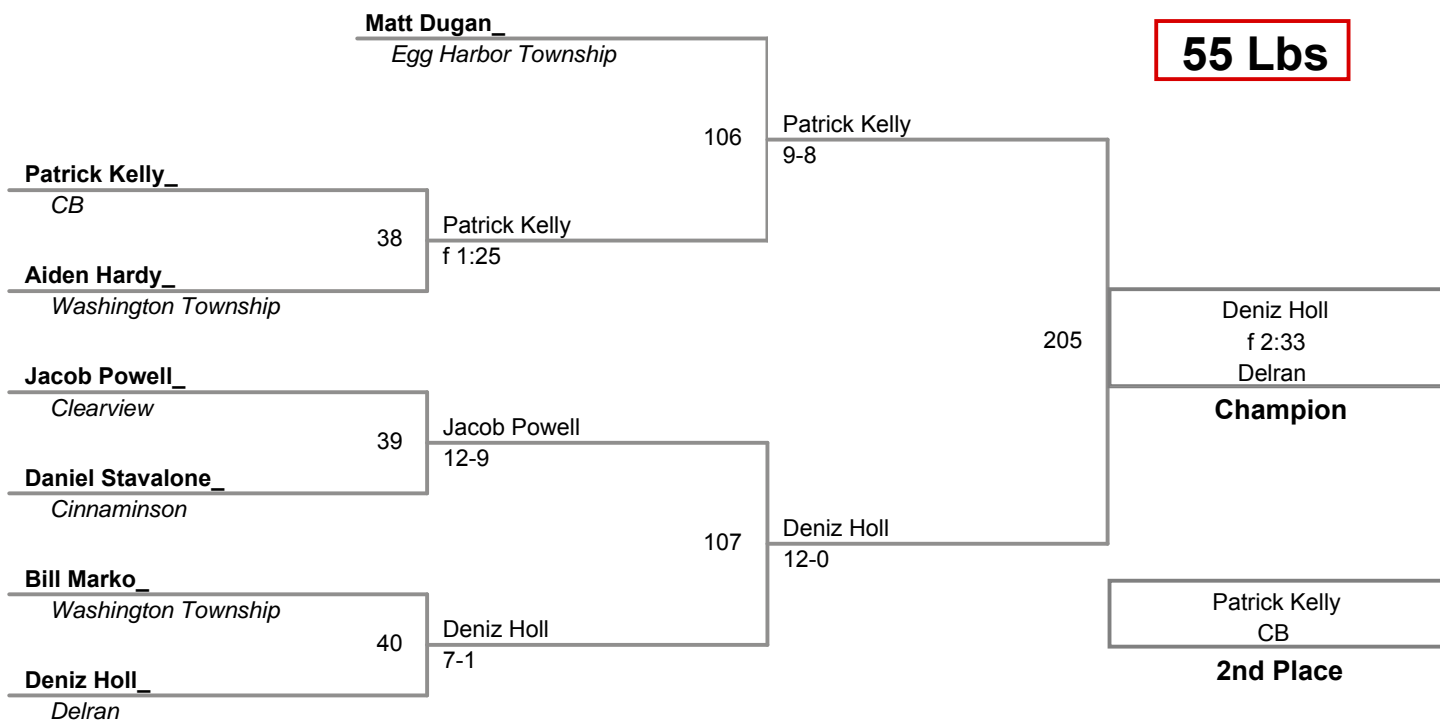 Matt Dugan_
Egg Harbor Township
55 Lbs
106
Patrick Kelly
9-8
Patrick Kelly_
CB
38
Patrick Kelly
f 1:25
Aiden Hardy_
Washington Township
205
Deniz Holl
f 2:33
Delran
Champion
Jacob Powell_
Clearview
39
Jacob Powell
12-9
Daniel Stavalone_
Cinnaminson
107
Deniz Holl
12-0
Bill Marko_
Washington Township
40
Deniz Holl
7-1
Deniz Holl_
Delran
Patrick Kelly
CB
2nd Place